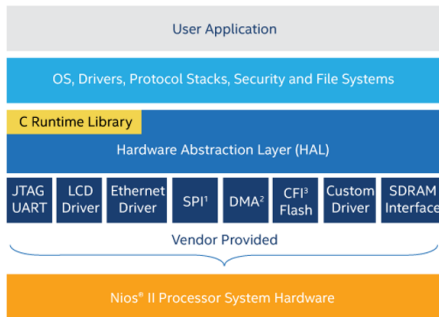 User Application
OS, Drivers, Protocol Stacks, Security and File Systems
C Runtime Library
Hardware Abstraction Layer (HAL)
JTAG UART
LCD Driver
Ethernet Driver
SPI¹
DMA²
CFI³ Flash
Custom Driver
SDRAM Interface
Vendor Provided
Nios® II Processor System Hardware